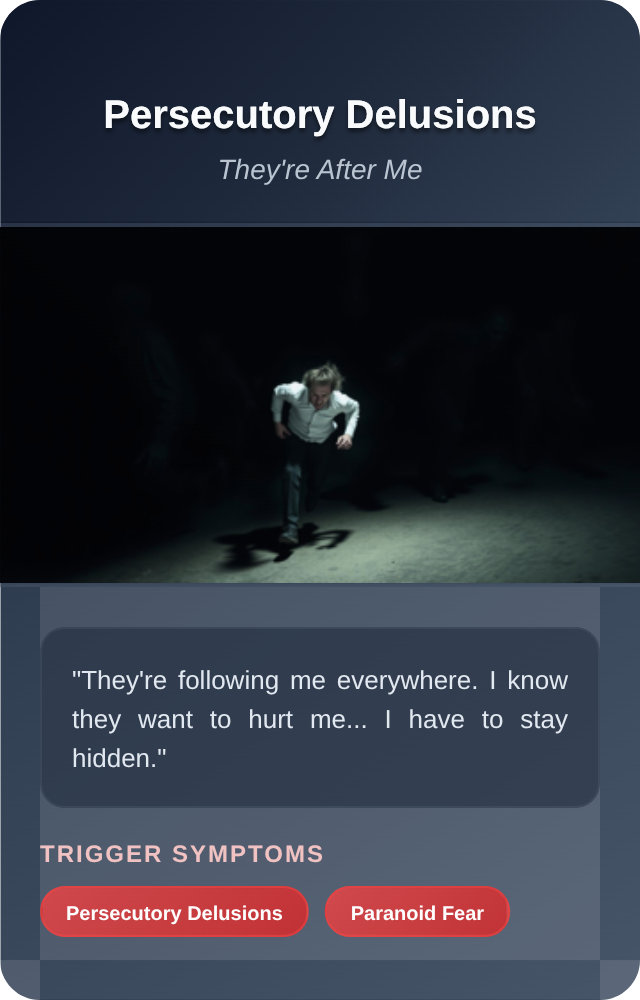 Persecutory Delusions
They're After Me
"They're following me everywhere. I know
they want to hurt me... I have to stay
hidden."
TRIGGER SYMPTOMS
Persecutory Delusions
Paranoid Fear